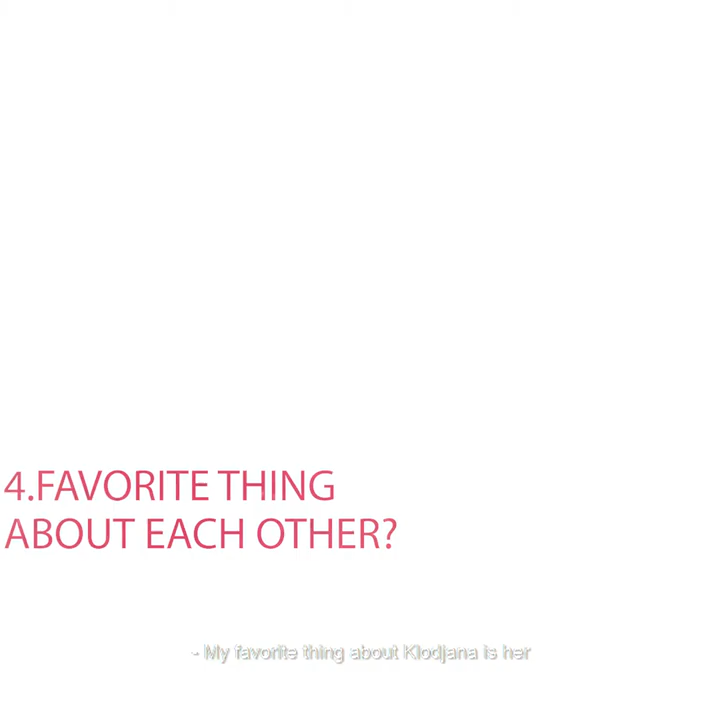 4.FAVORITE THING
ABOUT EACH OTHER?
- My favorite thing about Klodjana is her